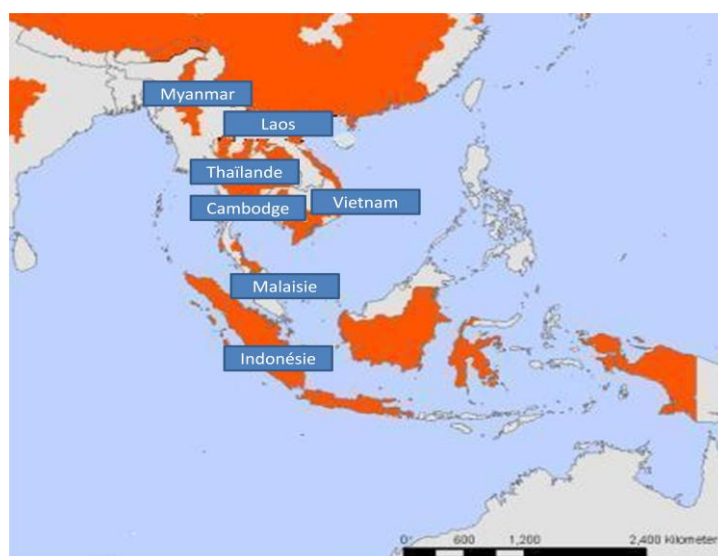 Myanmar
Laos
Thaïlande
Cambodge
Vietnam
Malaisie
Indonésie
0 600 1,200 2,400 Kilometer